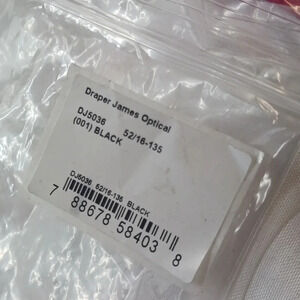 Draper James Optical
DJ5036 52/16-135
(001) BLACK
DJ5036 52/16-135 BLACK
7 88678 58403 8